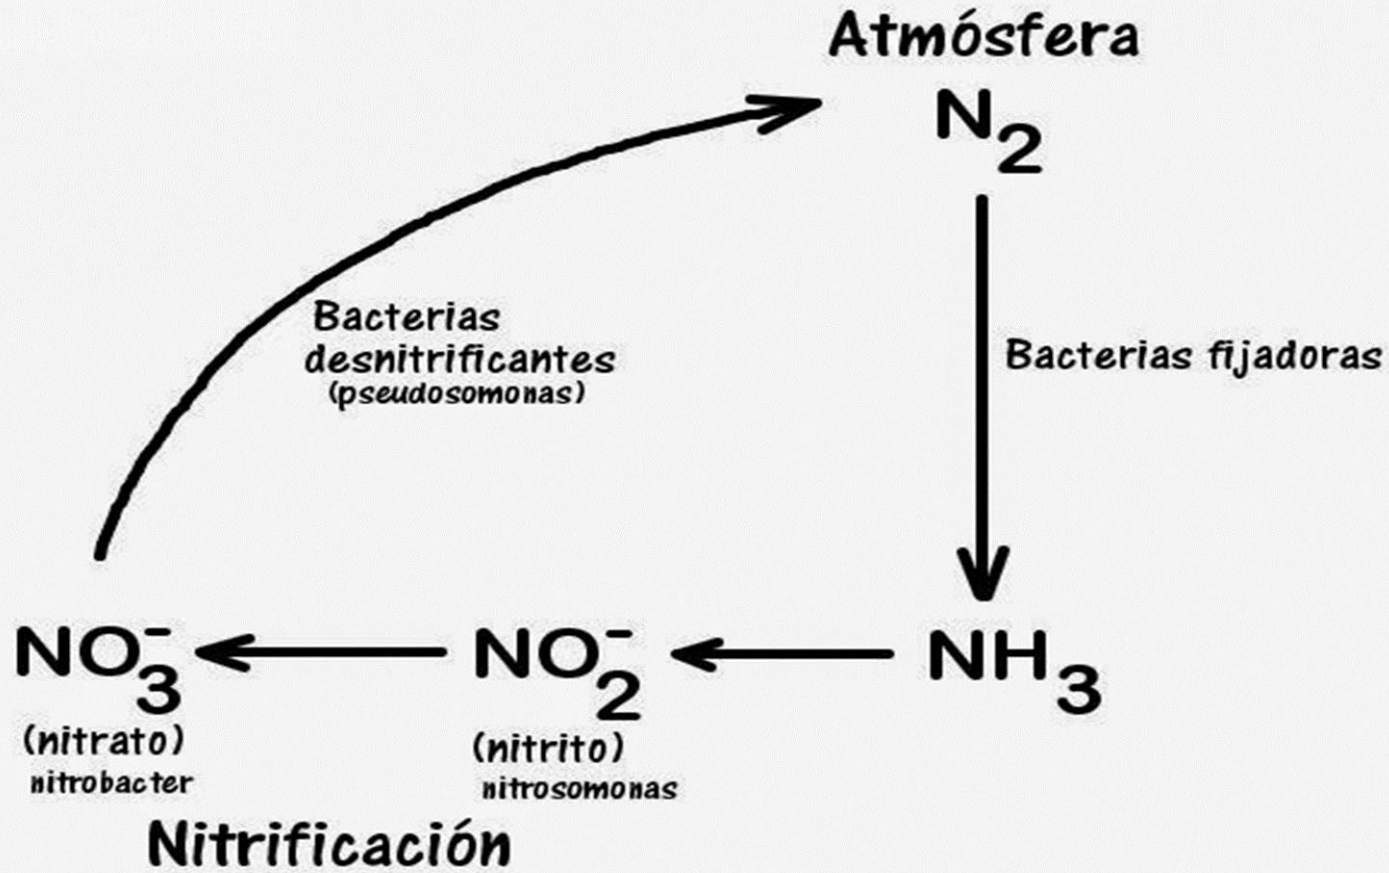 Atmósfera
N2
Bacterias
desnitrificantes
(pseudosomonas)
Bacterias fijadoras
NO3-
NO2-
NH3
(nitrato)
nitrobacter
(nitrito)
nitrosomonas
Nitrificación